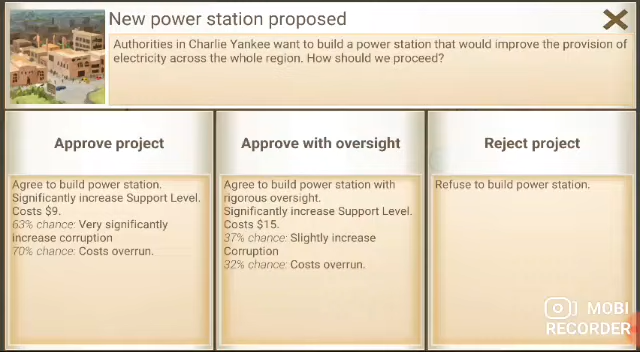 New power station proposed
Authorities in Charlie Yankee want to build a power station that would improve the provision of
electricity across the whole region. How should we proceed?
Approve project
Agree to build power station.
Significantly increase Support Level.
Costs $9.
63% chance: Very significantly
increase corruption
70% chance: Costs overrun.
Approve with oversight
Agree to build power station with
rigorous oversight.
Significantly increase Support Level.
Costs $15.
37% chance: Slightly increase
Corruption
32% chance: Costs overrun.
Reject project
Refuse to build power station.
MOBI
RECORDER